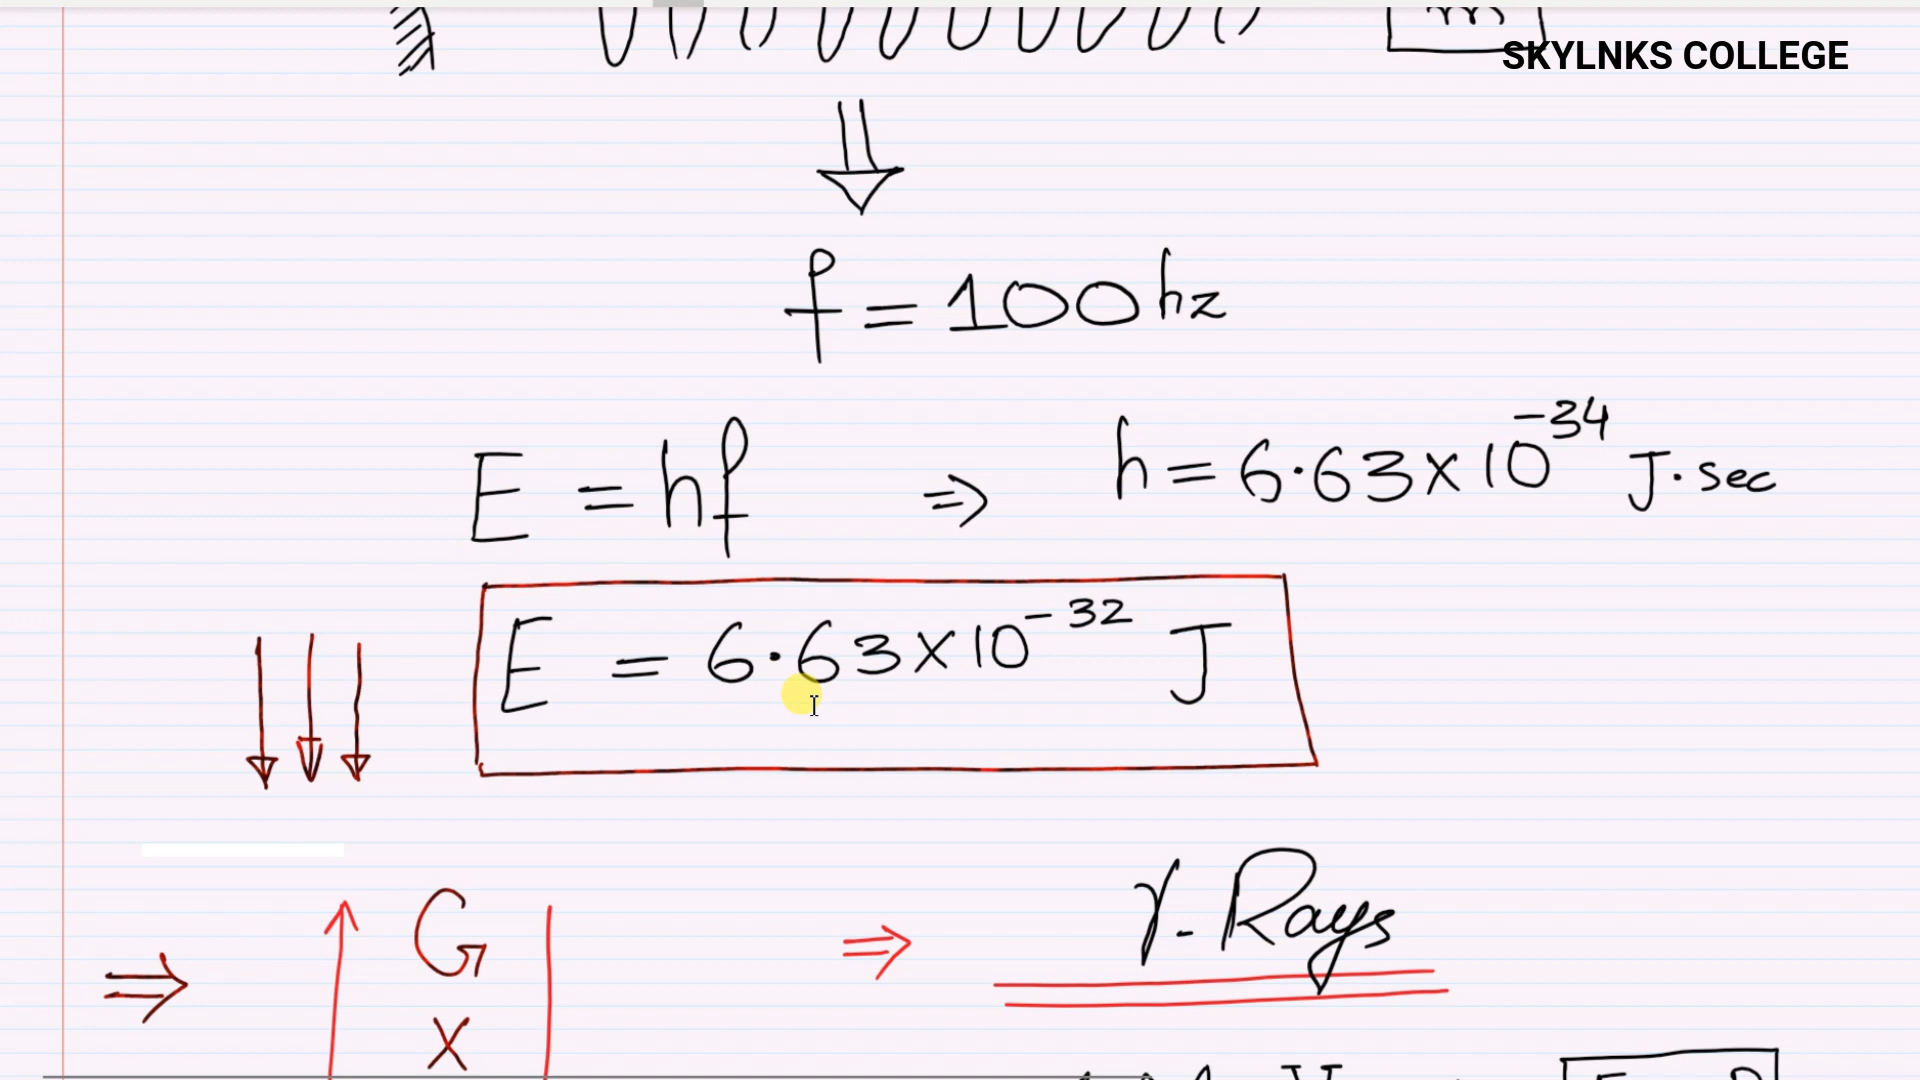 m
SKYLNKS COLLEGE
f = 100 hz
E = hf ⇒ h = 6.63 x 10⁻³⁴ J. sec
E = 6.63 x 10⁻³² J
⇒ G ⇒ γ. Rays
X